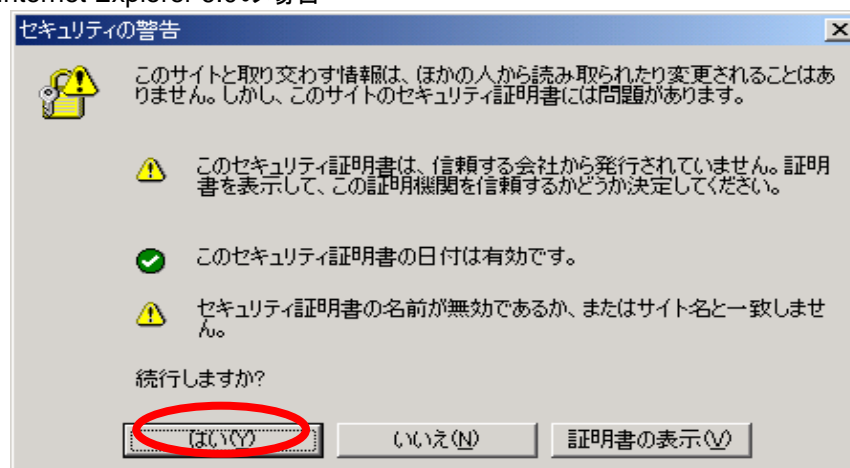 Internet Explorer 6.0の場合
セキュリティの警告
このサイトと取り交わす情報は、ほかの人から読み取られたり変更されることはあ
りません。しかし、このサイトのセキュリティ証明書には問題があります。
このセキュリティ証明書は、信頼する会社から発行されていません。証明
書を表示して、この証明機関を信頼するかどうか決定してください。
このセキュリティ証明書の日付は有効です。
セキュリティ証明書の名前が無効であるか、またはサイト名と一致しませ
ん。
続行しますか?
はい(Y) いいえ(N) 証明書の表示(V)